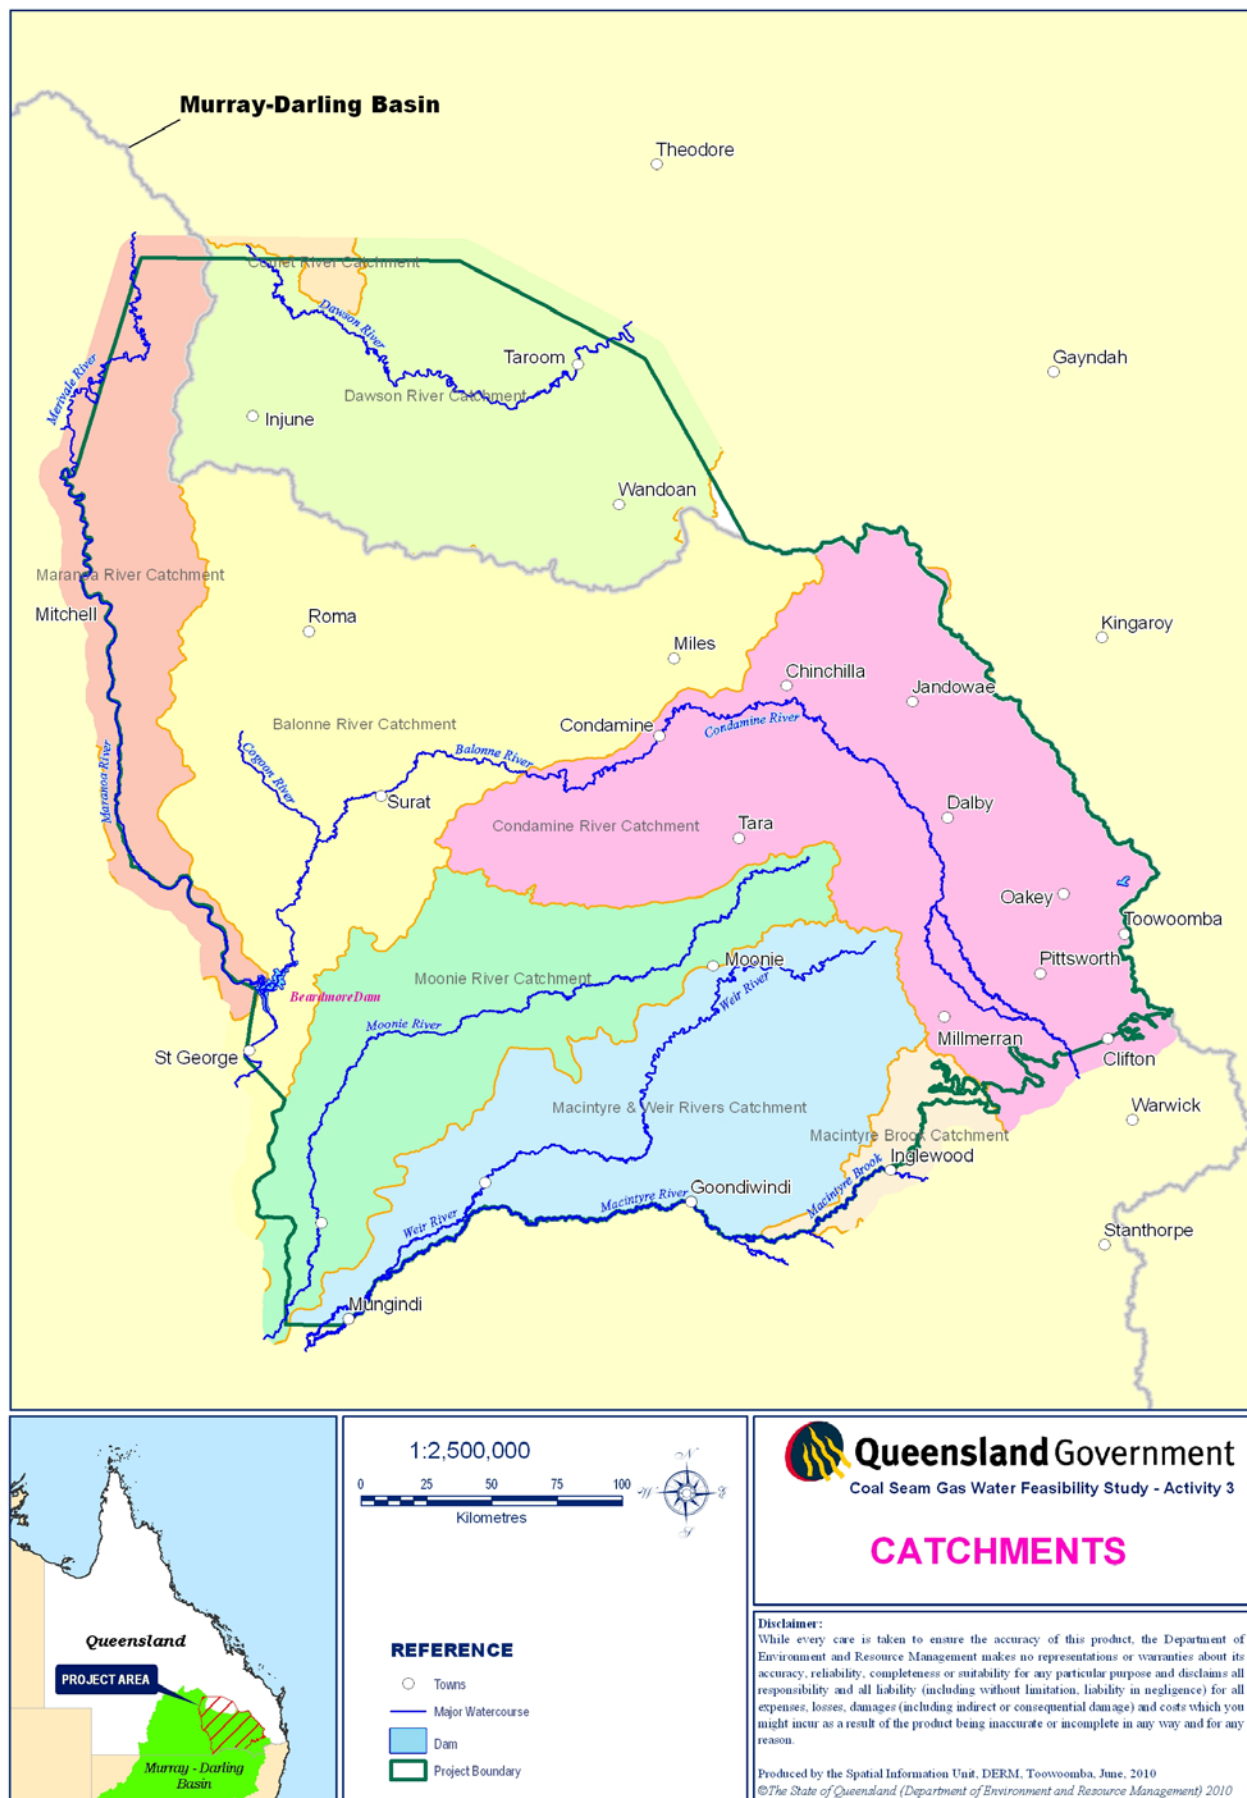 Murray-Darling Basin
Theodore
Comet River Catchment
Dawson River
Merivale River
Taroom
Gayndah
Dawson River Catchment
Injune
Wandoan
Maranoa River Catchment
Mitchell
Roma
Kingaroy
Miles
Chinchilla
Jandowae
Balonne River Catchment
Condamine
Condamine River
Cogoon River
Balonne River
Maranoa River
Surat
Dalby
Condamine River Catchment
Tara
Oakey
Toowoomba
Moonie
Pittsworth
Moonie River Catchment
Weir River
Beardmore Dam
Moonie River
Millmerran
St George
Clifton
Macintyre & Weir Rivers Catchment
Warwick
Macintyre Brook Catchment
Inglewood
Macintyre Brook
Goondiwindi
Macintyre River
Weir River
Stanthorpe
Mungindi
Queensland
PROJECT AREA
Murray - Darling
Basin
1:2,500,000
0 25 50 75 100
Kilometres
N
W E
S
REFERENCE
Towns
Major Watercourse
Dam
Project Boundary
Queensland Government
Coal Seam Gas Water Feasibility Study - Activity 3
CATCHMENTS
Disclaimer:
While every care is taken to ensure the accuracy of this product, the Department of
Environment and Resource Management makes no representations or warranties about its
accuracy, reliability, completeness or suitability for any particular purpose and disclaims all
responsibility and all liability (including without limitation, liability in negligence) for all
expenses, losses, damages (including indirect or consequential damage) and costs which you
might incur as a result of the product being inaccurate or incomplete in any way and for any
reason.
Produced by the Spatial Information Unit, DERM, Toowoomba, June, 2010
©The State of Queensland (Department of Environment and Resource Management) 2010